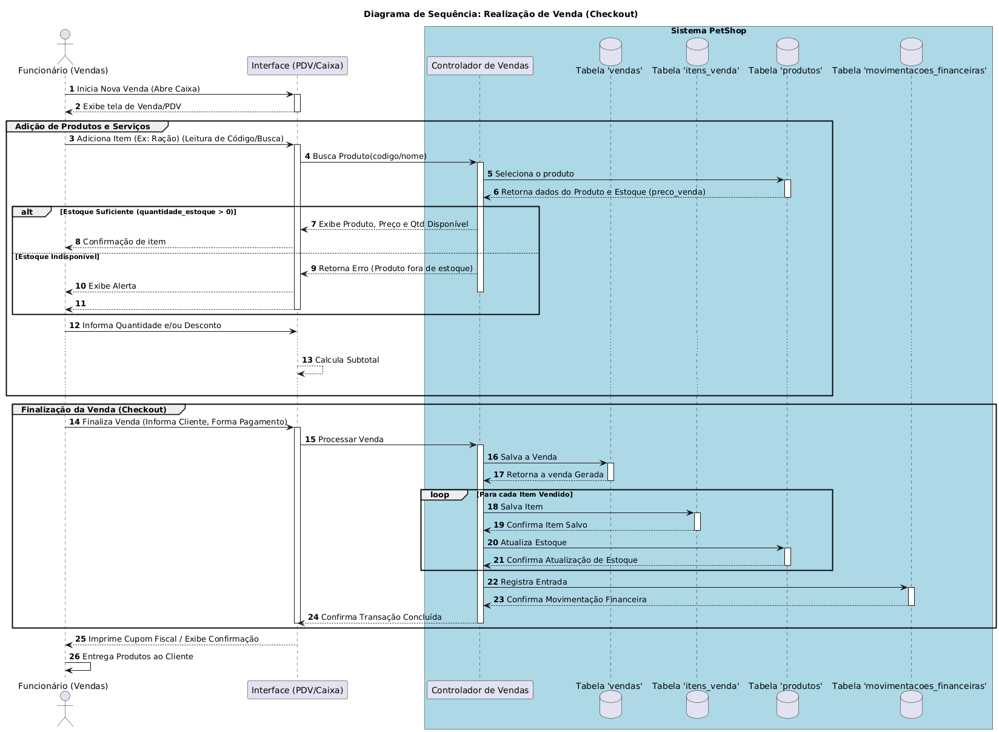 Diagrama de Sequência: Realização de Venda (Checkout)
Sistema PetShop
Funcionário (Vendas)
Interface (PDV/Caixa)
Controlador de Vendas
Tabela 'vendas'
Tabela 'itens_venda'
Tabela 'produtos'
Tabela 'movimentacoes_financeiras'
1 Inicia Nova Venda (Abre Caixa)
2 Exibe tela de Venda/PDV
Adição de Produtos e Serviços
3 Adiciona Item (Ex: Ração) (Leitura de Código/Busca)
4 Busca Produto(codigo/nome)
5 Seleciona o produto
6 Retorna dados do Produto e Estoque (preco_venda)
alt [Estoque Suficiente (quantidade_estoque > 0)]
7 Exibe Produto, Preço e Qtd Disponível
8 Confirmação de item
[Estoque Indisponível]
9 Retorna Erro (Produto fora de estoque)
10 Exibe Alerta
11
12 Informa Quantidade e/ou Desconto
13 Calcula Subtotal
Finalização da Venda (Checkout)
14 Finaliza Venda (Informa Cliente, Forma Pagamento)
15 Processar Venda
16 Salva a Venda
17 Retorna a venda Gerada
loop [Para cada Item Vendido]
18 Salva Item
19 Confirma Item Salvo
20 Atualiza Estoque
21 Confirma Atualização de Estoque
22 Registra Entrada
23 Confirma Movimentação Financeira
24 Confirma Transação Concluída
25 Imprime Cupom Fiscal / Exibe Confirmação
26 Entrega Produtos ao Cliente
Funcionário (Vendas)
Interface (PDV/Caixa)
Controlador de Vendas
Tabela 'vendas'
Tabela 'itens_venda'
Tabela 'produtos'
Tabela 'movimentacoes_financeiras'